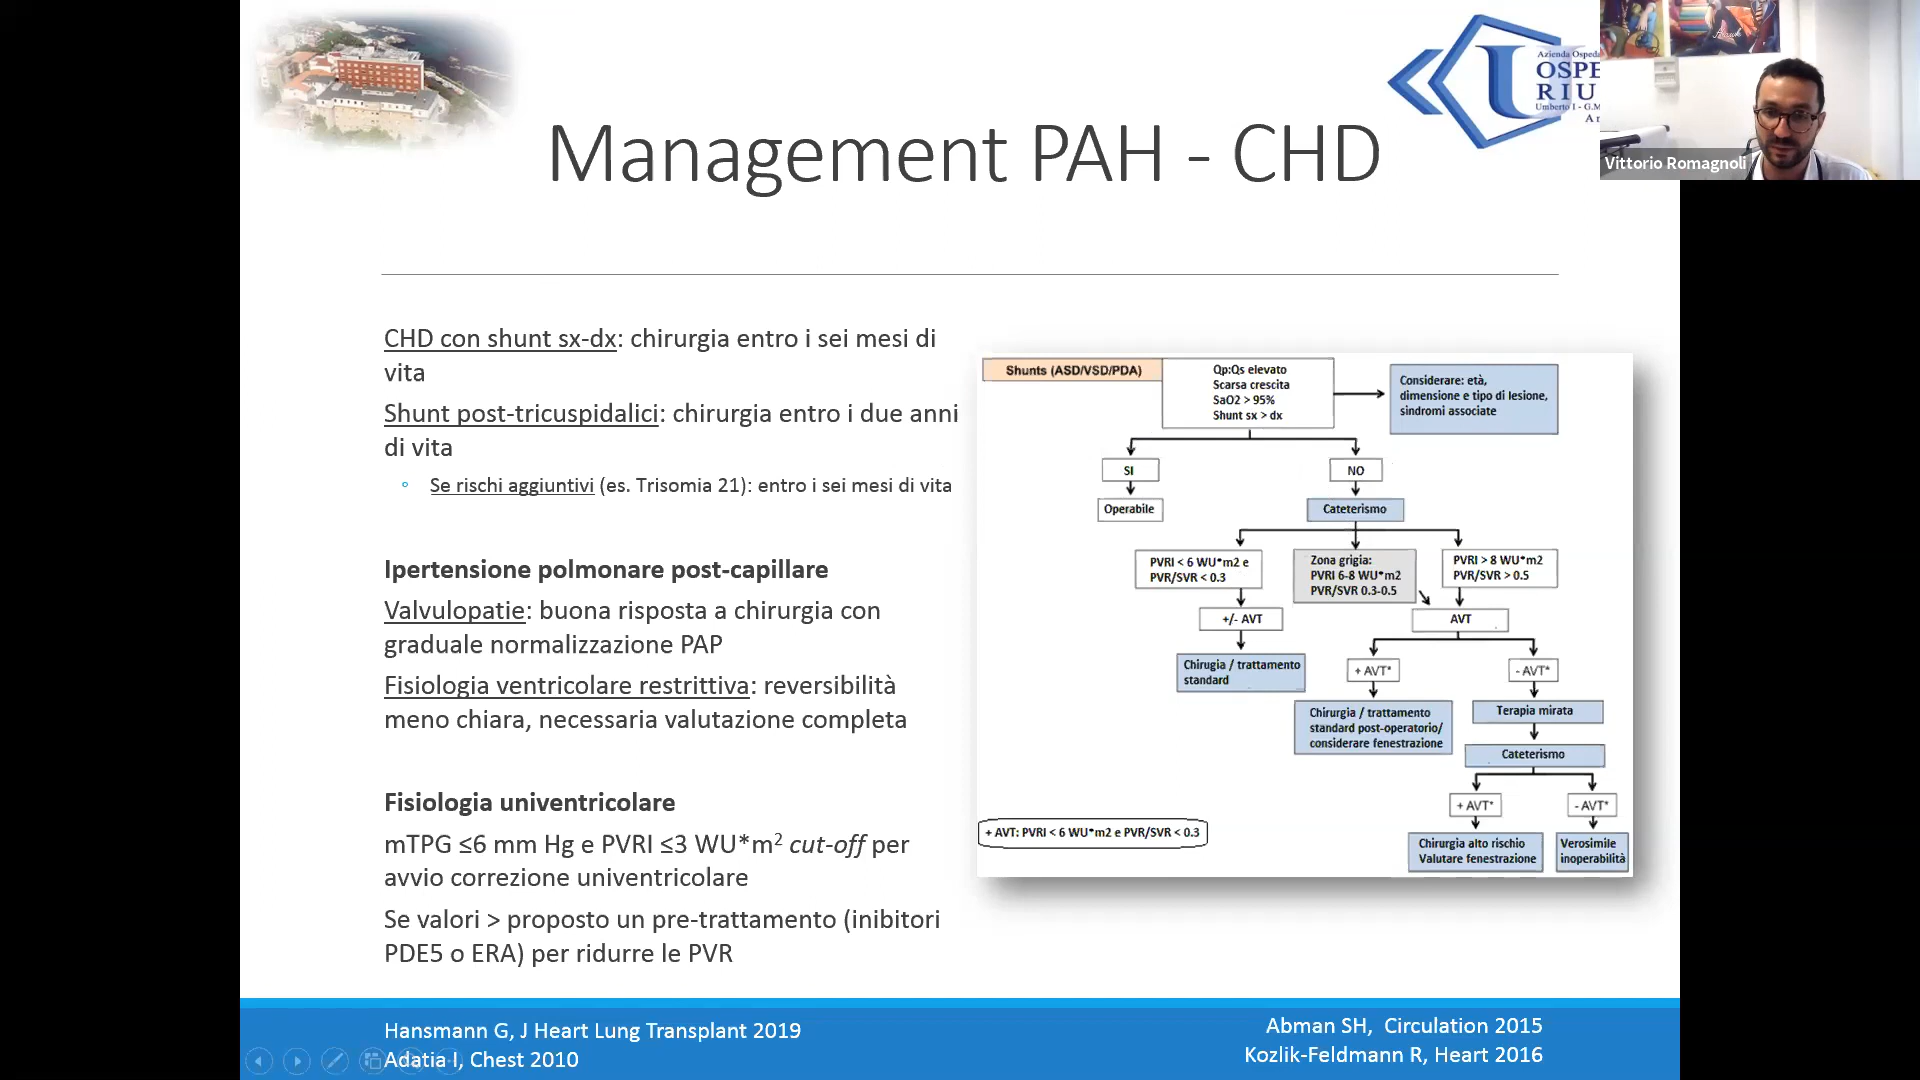 Azienda Ospeda
OSPE
RIU
Umberto I - G.M
Vittorio Romagnoli
Management PAH - CHD
CHD con shunt sx-dx: chirurgia entro i sei mesi di
vita
Shunt post-tricuspidalici: chirurgia entro i due anni
di vita
Se rischi aggiuntivi (es. Trisomia 21): entro i sei mesi di vita
Ipertensione polmonare post-capillare
Valvulopatie: buona risposta a chirurgia con
graduale normalizzazione PAP
Fisiologia ventricolare restrittiva: reversibilità
meno chiara, necessaria valutazione completa
Fisiologia univentricolare
mTPG ≤6 mm Hg e PVRI ≤3 WU*m² cut-off per
avvio correzione univentricolare
Se valori > proposto un pre-trattamento (inibitori
PDE5 o ERA) per ridurre le PVR
Shunts (ASD/VSD/PDA)
Qp:Qs elevato
Scarsa crescita
SaO2 > 95%
Shunt sx > dx
Considerare: età,
dimensione e tipo di lesione,
sindromi associate
SI
NO
Operabile
Cateterismo
PVRI < 6 WU*m2 e
PVR/SVR < 0.3
Zona grigia:
PVRI 6-8 WU*m2
PVR/SVR 0.3-0.5
PVRI > 8 WU*m2
PVR/SVR > 0.5
+/- AVT
AVT
Chirugia / trattamento
standard
+ AVT*
- AVT*
Chirurgia / trattamento
standard post-operatorio/
considerare fenestrazione
Terapia mirata
Cateterismo
+ AVT*
- AVT*
+ AVT: PVRI < 6 WU*m2 e PVR/SVR < 0.3
Chirurgia alto rischio
Valutare fenestrazione
Verosimile
inoperabilità
Hansmann G, J Heart Lung Transplant 2019
Adatia I, Chest 2010
Abman SH, Circulation 2015
Kozlik-Feldmann R, Heart 2016